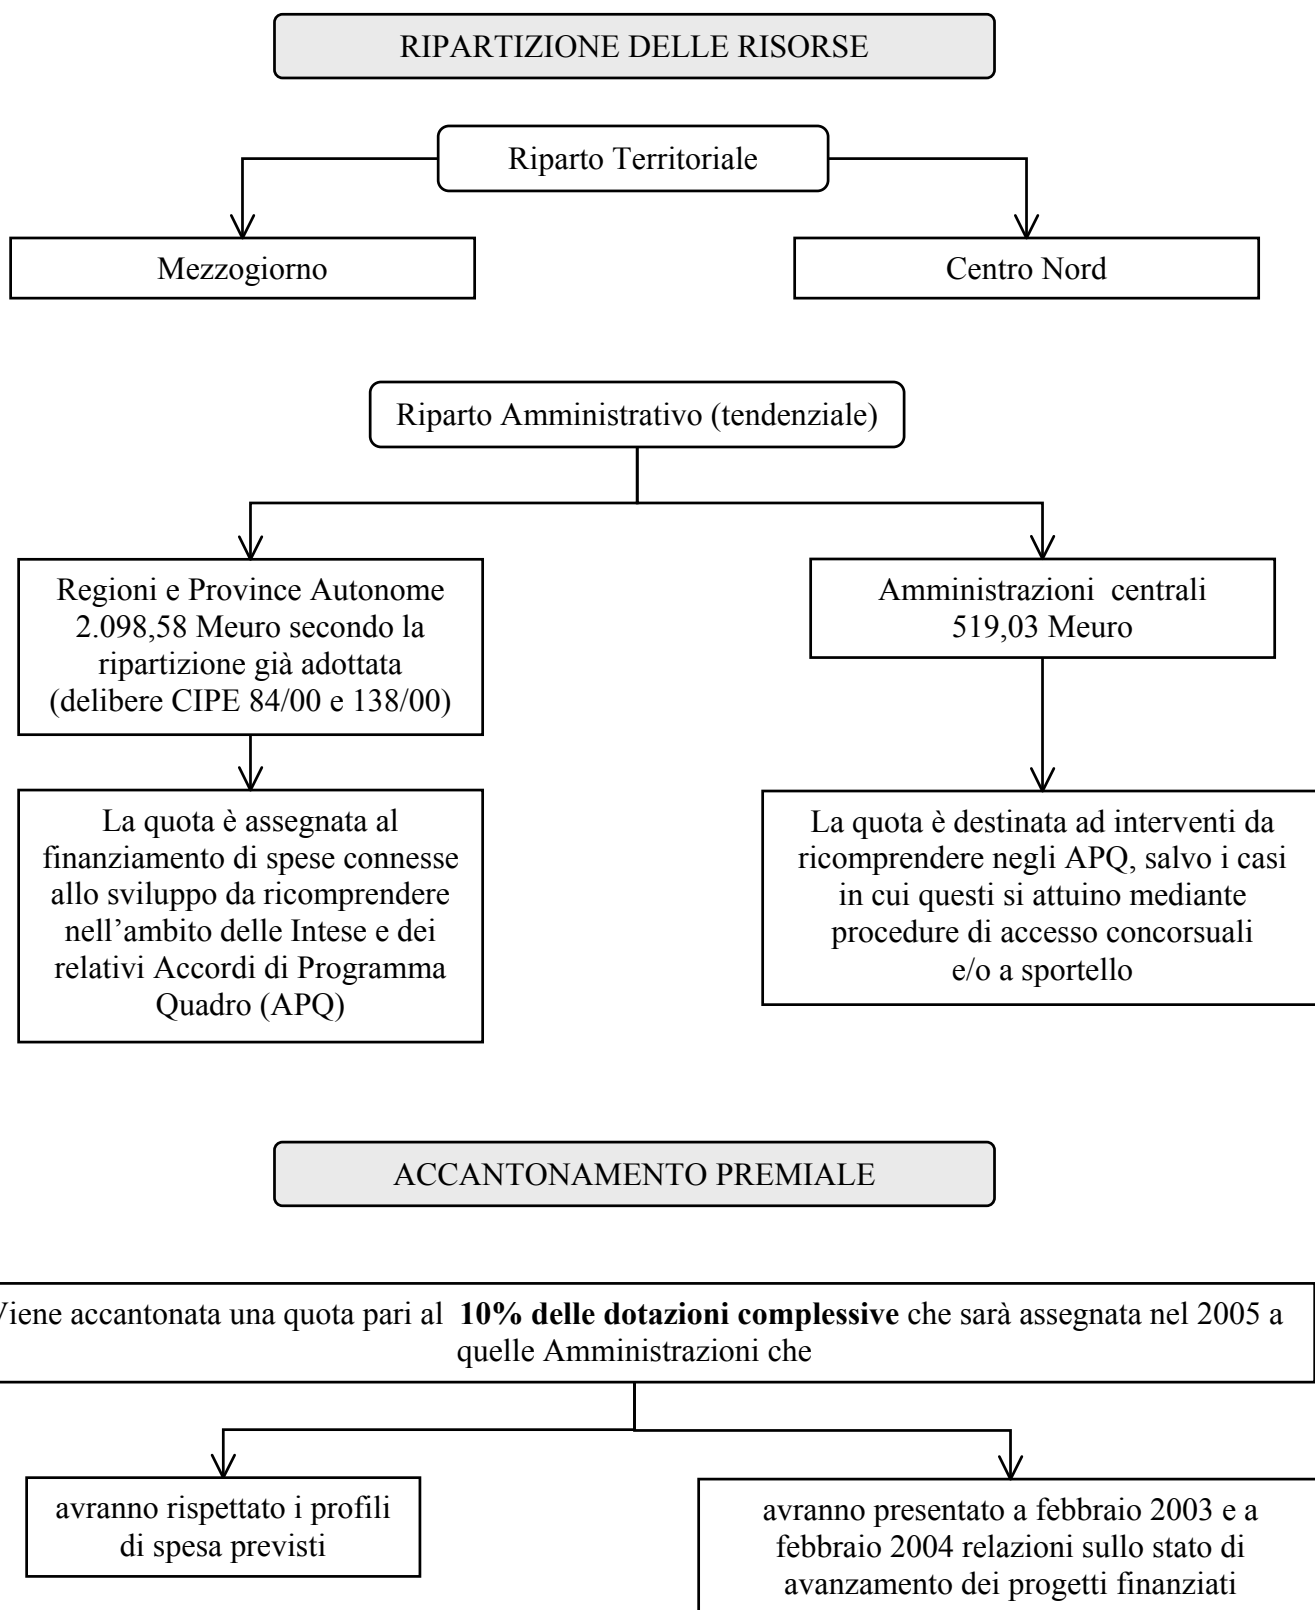 RIPARTIZIONE DELLE RISORSE
Riparto Territoriale
Mezzogiorno
Centro Nord
Riparto Amministrativo (tendenziale)
Regioni e Province Autonome
2.098,58 Meuro secondo la
ripartizione già adottata
(delibere CIPE 84/00 e 138/00)
Amministrazioni centrali
519,03 Meuro
La quota è assegnata al
finanziamento di spese connesse
allo sviluppo da ricomprendere
nell’ambito delle Intese e dei
relativi Accordi di Programma
Quadro (APQ)
La quota è destinata ad interventi da
ricomprendere negli APQ, salvo i casi
in cui questi si attuino mediante
procedure di accesso concorsuali
e/o a sportello
ACCANTONAMENTO PREMIALE
Viene accantonata una quota pari al 10% delle dotazioni complessive che sarà assegnata nel 2005 a
quelle Amministrazioni che
avranno rispettato i profili
di spesa previsti
avranno presentato a febbraio 2003 e a
febbraio 2004 relazioni sullo stato di
avanzamento dei progetti finanziati